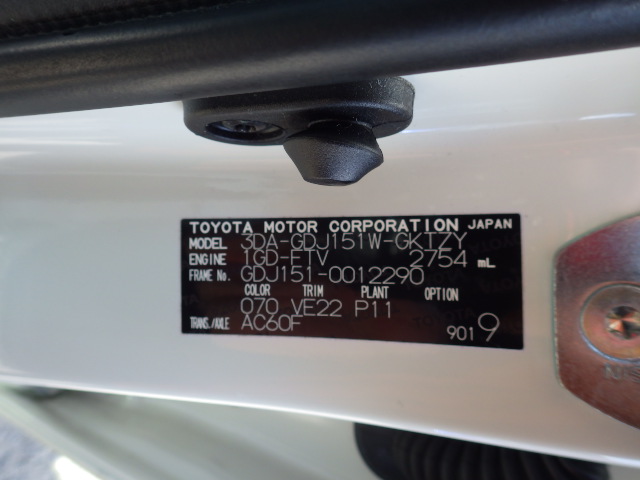 TOYOTA MOTOR CORPORATION JAPAN
MODEL 3DA-GDJ151W-GKTZY
ENGINE 1GD-FTV 2754 mL
FRAME No. GDJ151-0012290
COLOR TRIM PLANT OPTION
070 VE22 P11
TRANS./AXLE AC60F
9019